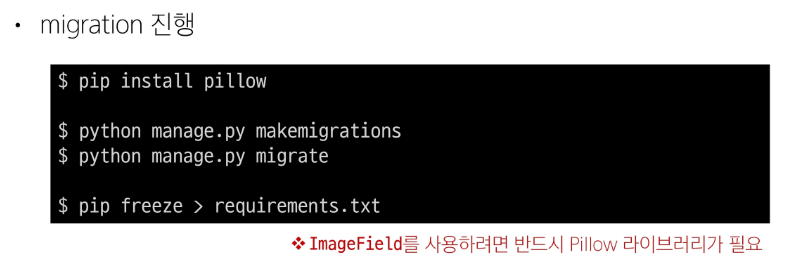 • migration 진행
$ pip install pillow
$ python manage.py makemigrations
$ python manage.py migrate
$ pip freeze > requirements.txt
❖ ImageField를 사용하려면 반드시 Pillow 라이브러리가 필요